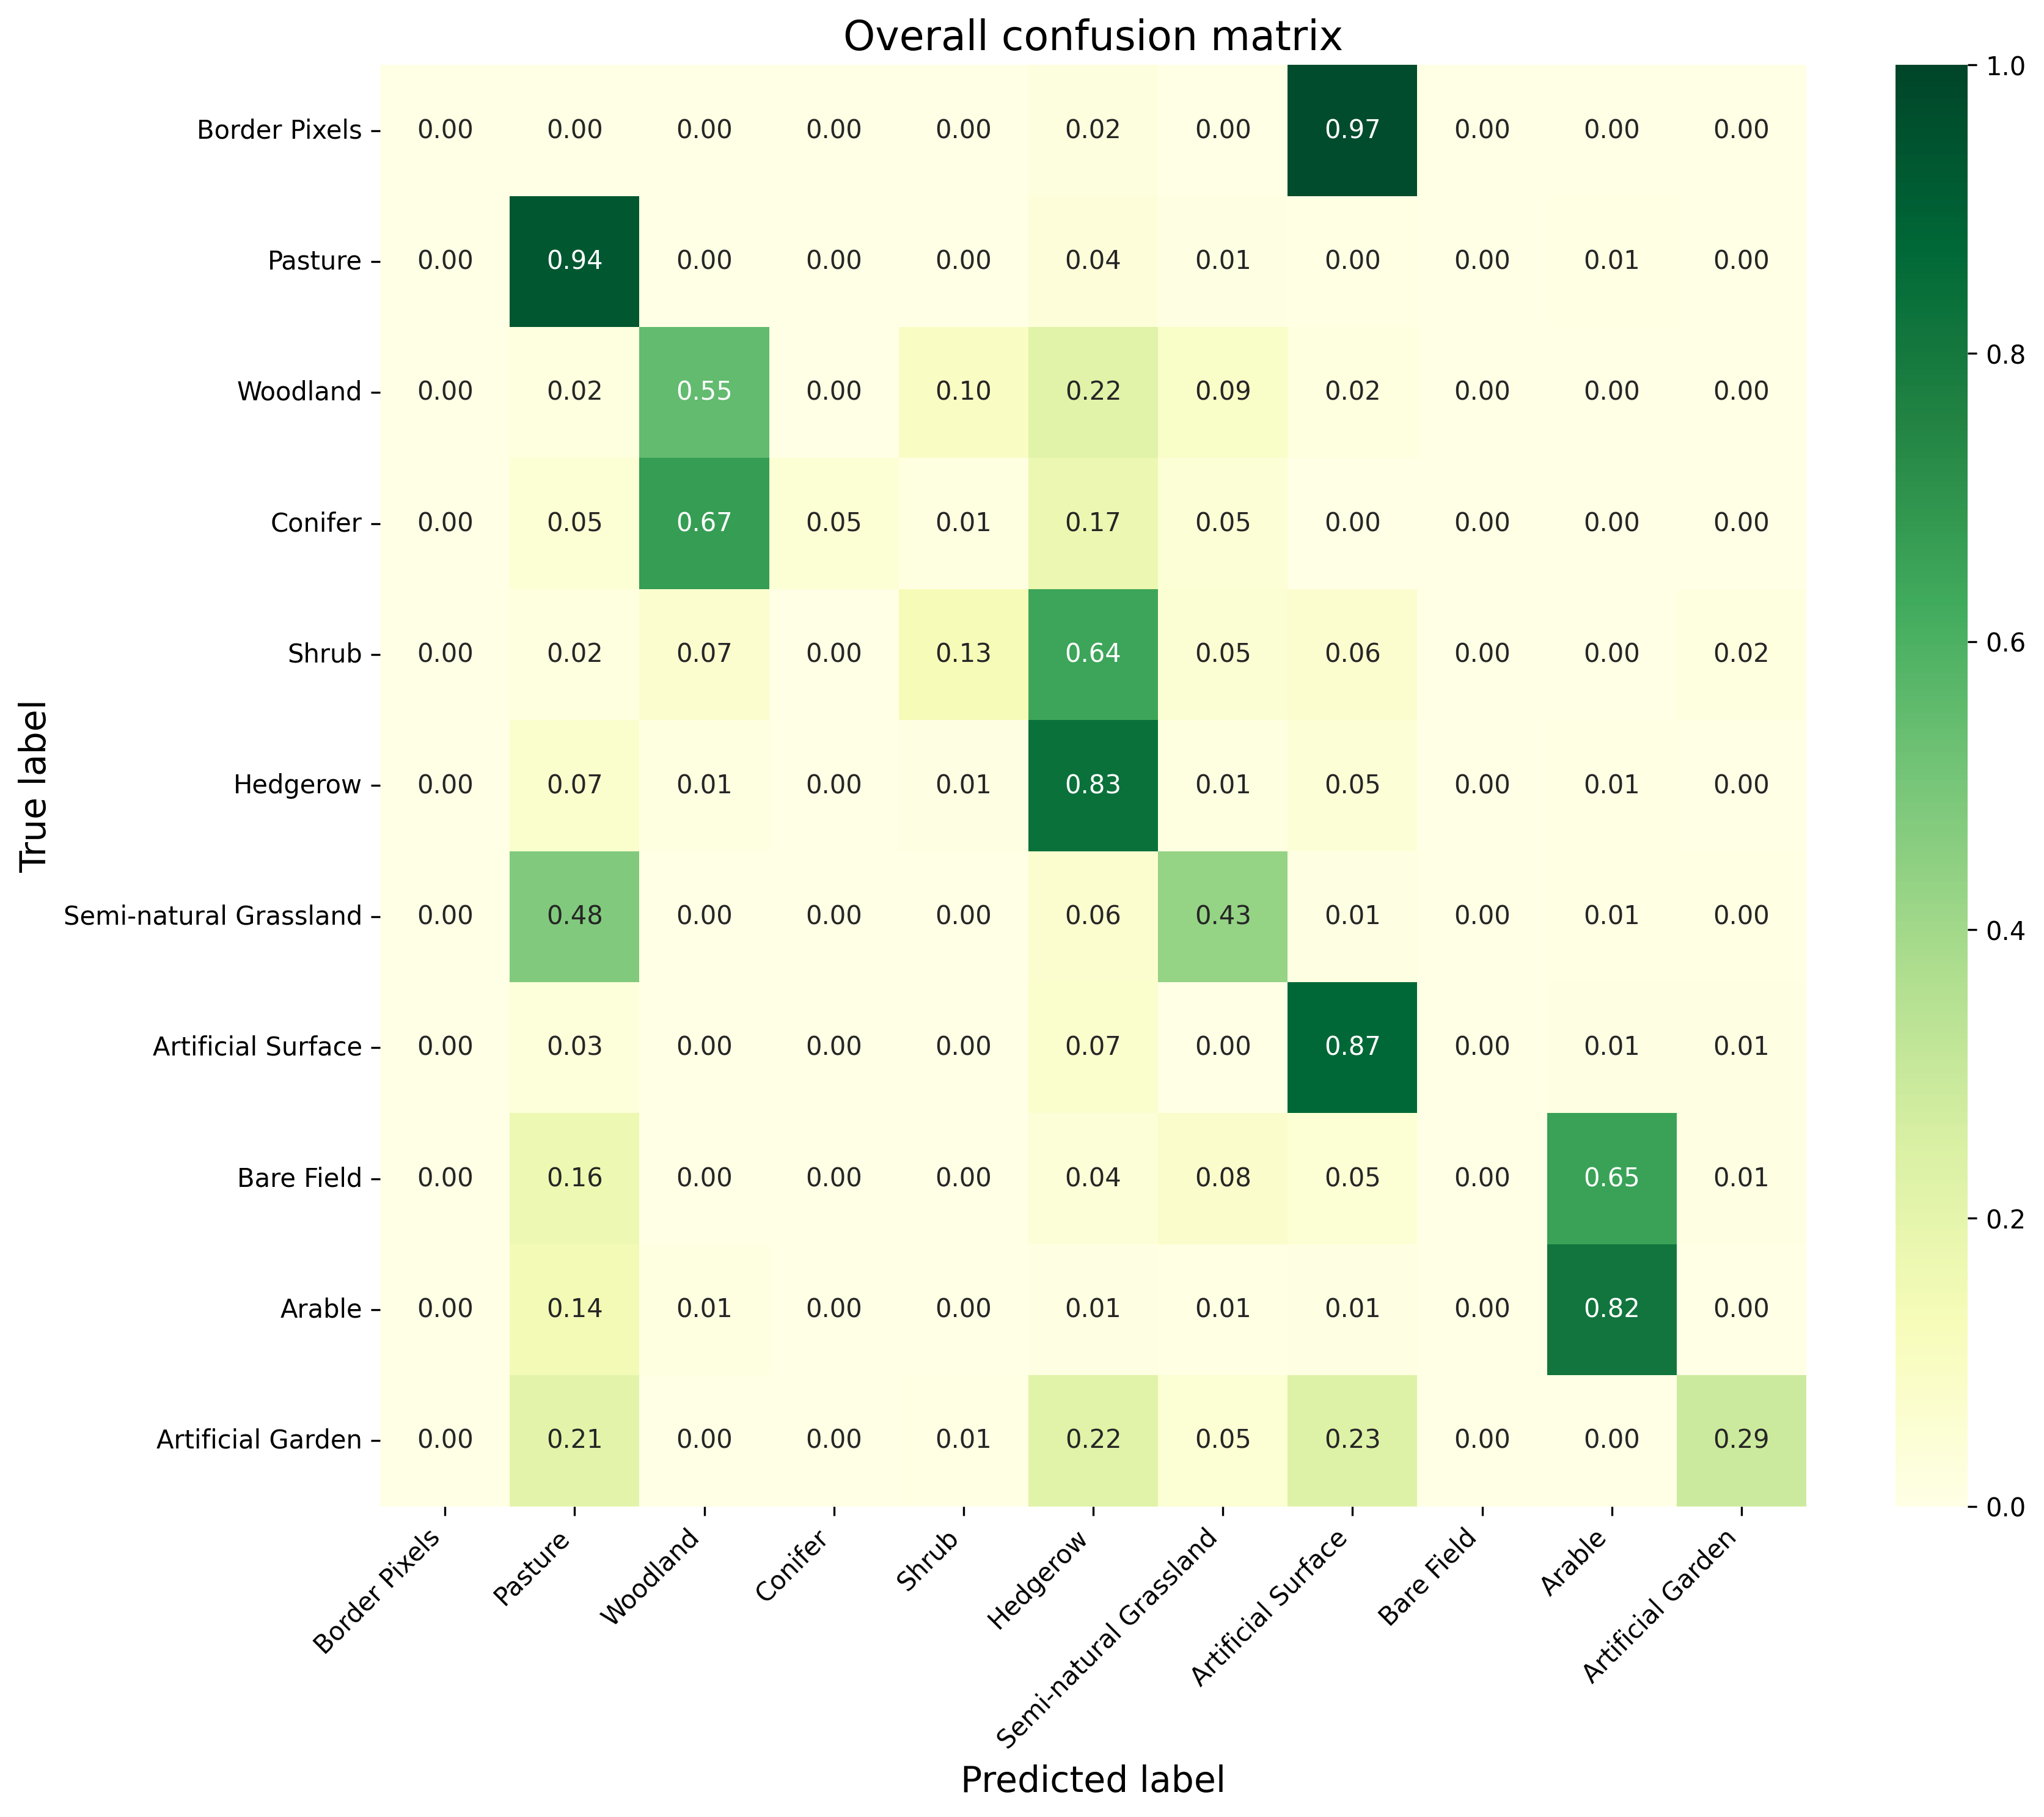 Overall confusion matrix
Border Pixels 0.00 0.00 0.00 0.00 0.00 0.02 0.00 0.97 0.00 0.00 0.00
Pasture 0.00 0.94 0.00 0.00 0.00 0.04 0.01 0.00 0.00 0.01 0.00
Woodland 0.00 0.02 0.55 0.00 0.10 0.22 0.09 0.02 0.00 0.00 0.00
Conifer 0.00 0.05 0.67 0.05 0.01 0.17 0.05 0.00 0.00 0.00 0.00
Shrub 0.00 0.02 0.07 0.00 0.13 0.64 0.05 0.06 0.00 0.00 0.02
Hedgerow 0.00 0.07 0.01 0.00 0.01 0.83 0.01 0.05 0.00 0.01 0.00
Semi-natural Grassland 0.00 0.48 0.00 0.00 0.00 0.06 0.43 0.01 0.00 0.01 0.00
Artificial Surface 0.00 0.03 0.00 0.00 0.00 0.07 0.00 0.87 0.00 0.01 0.01
Bare Field 0.00 0.16 0.00 0.00 0.00 0.04 0.08 0.05 0.00 0.65 0.01
Arable 0.00 0.14 0.01 0.00 0.00 0.01 0.01 0.01 0.00 0.82 0.00
Artificial Garden 0.00 0.21 0.00 0.00 0.01 0.22 0.05 0.23 0.00 0.00 0.29
True label
Border Pixels
Pasture
Woodland
Conifer
Shrub
Hedgerow
Semi-natural Grassland
Artificial Surface
Bare Field
Arable
Artificial Garden
Predicted label
1.0
0.8
0.6
0.4
0.2
0.0